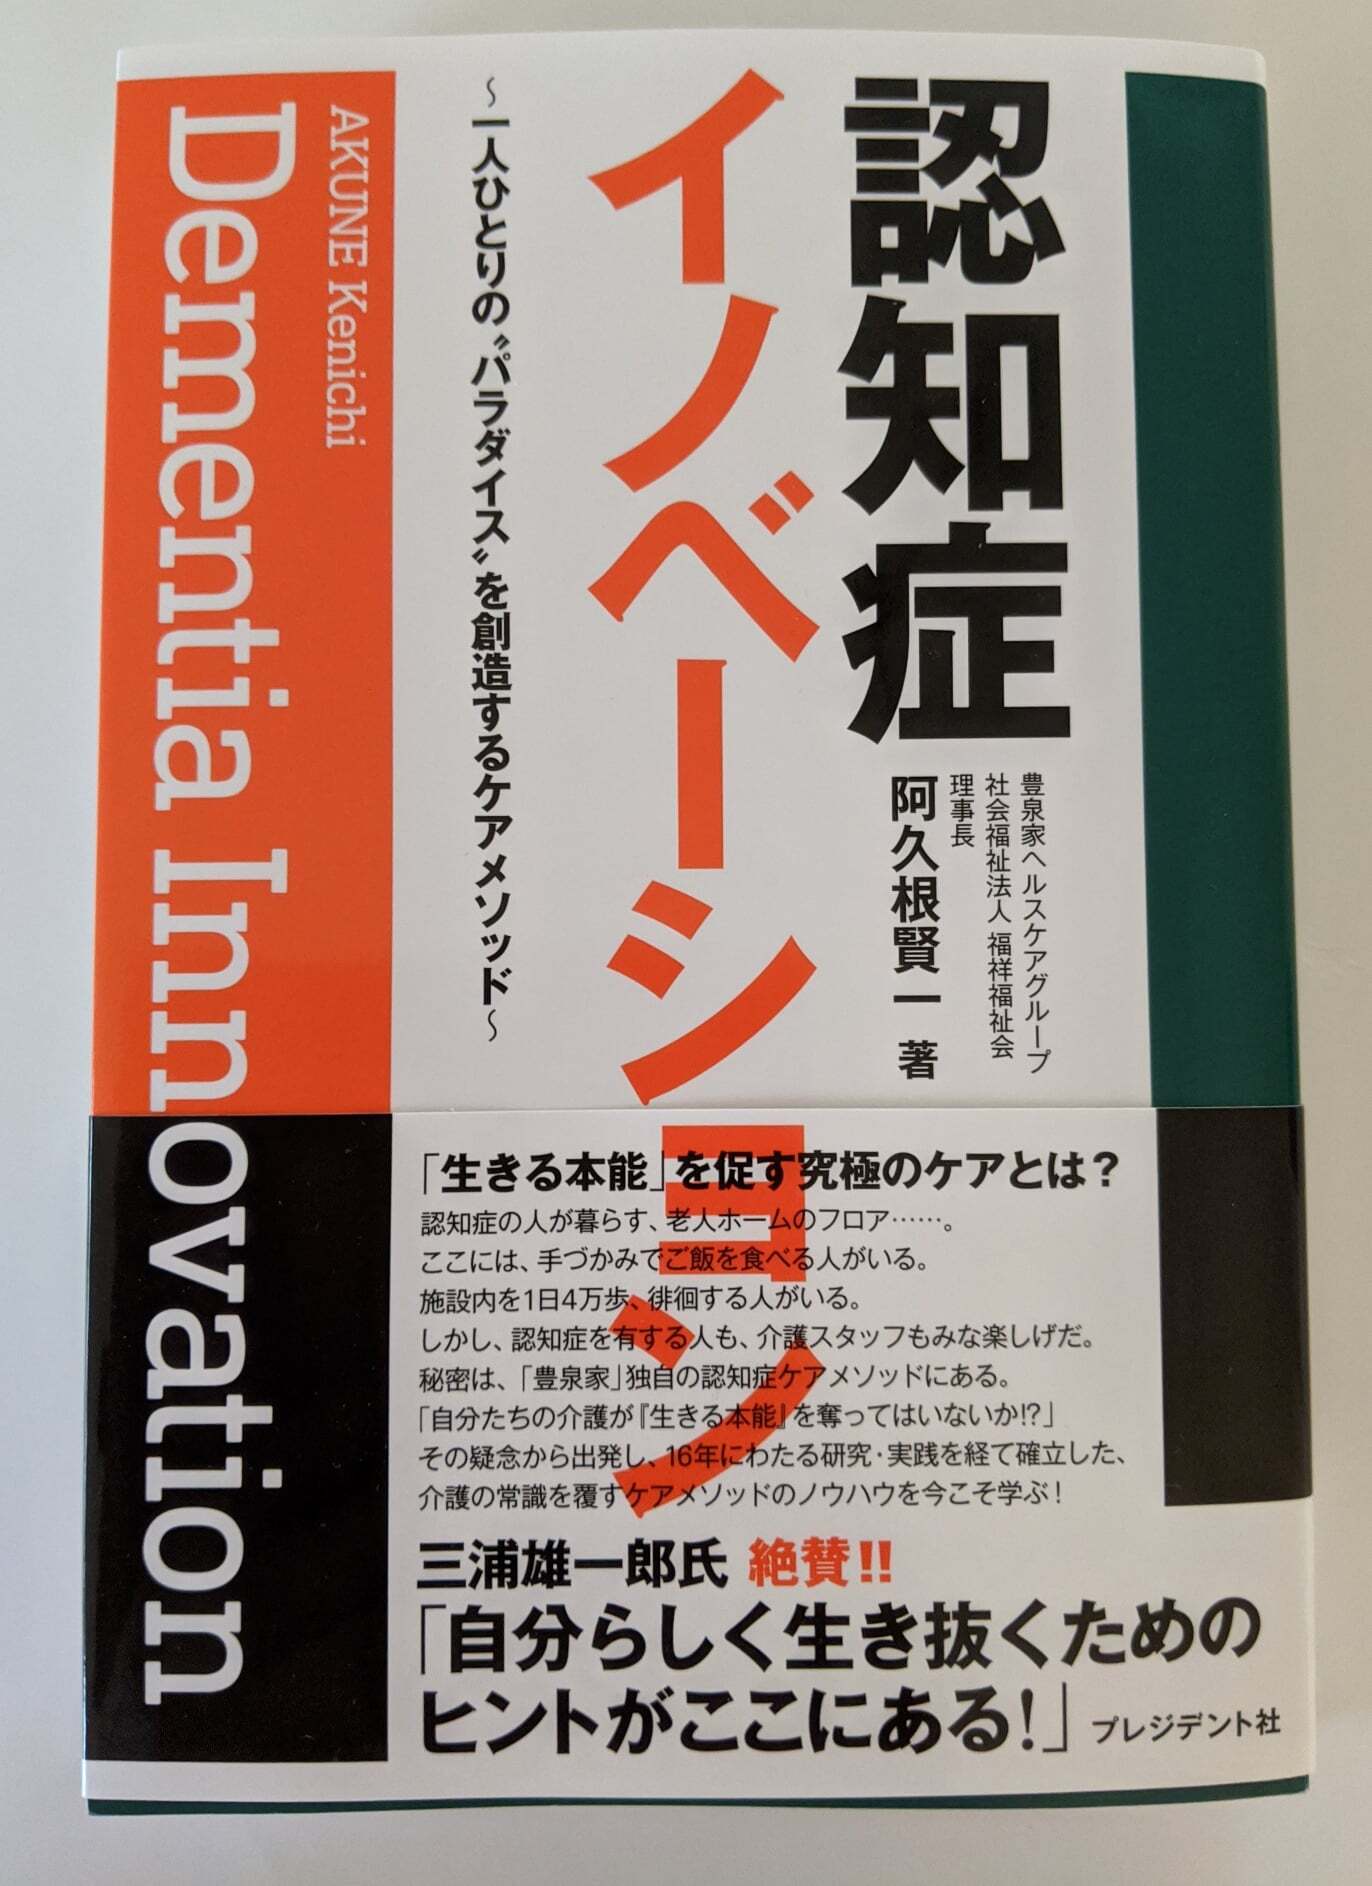 認知症
イノベーション
〜一人ひとりの〝パラダイス〟を創造するケアメソッド〜
豊泉家ヘルスケアグループ
社会福祉法人 福祥福祉会
理事長
阿久根賢一 著
AKUNE Kenichi
Dementia Innovation
「生きる本能」を促す究極のケアとは？
認知症の人が暮らす、老人ホームのフロア……。
ここには、手づかみでご飯を食べる人がいる。
施設内を1日4万歩、徘徊する人がいる。
しかし、認知症を有する人も、介護スタッフもみな楽しげだ。
秘密は、「豊泉家」独自の認知症ケアメソッドにある。
「自分たちの介護が『生きる本能』を奪ってはいないか!?」
その疑念から出発し、16年にわたる研究・実践を経て確立した、
介護の常識を覆すケアメソッドのノウハウを今こそ学ぶ！
三浦雄一郎氏 絶賛!!
「自分らしく生き抜くための
ヒントがここにある！」
プレジデント社